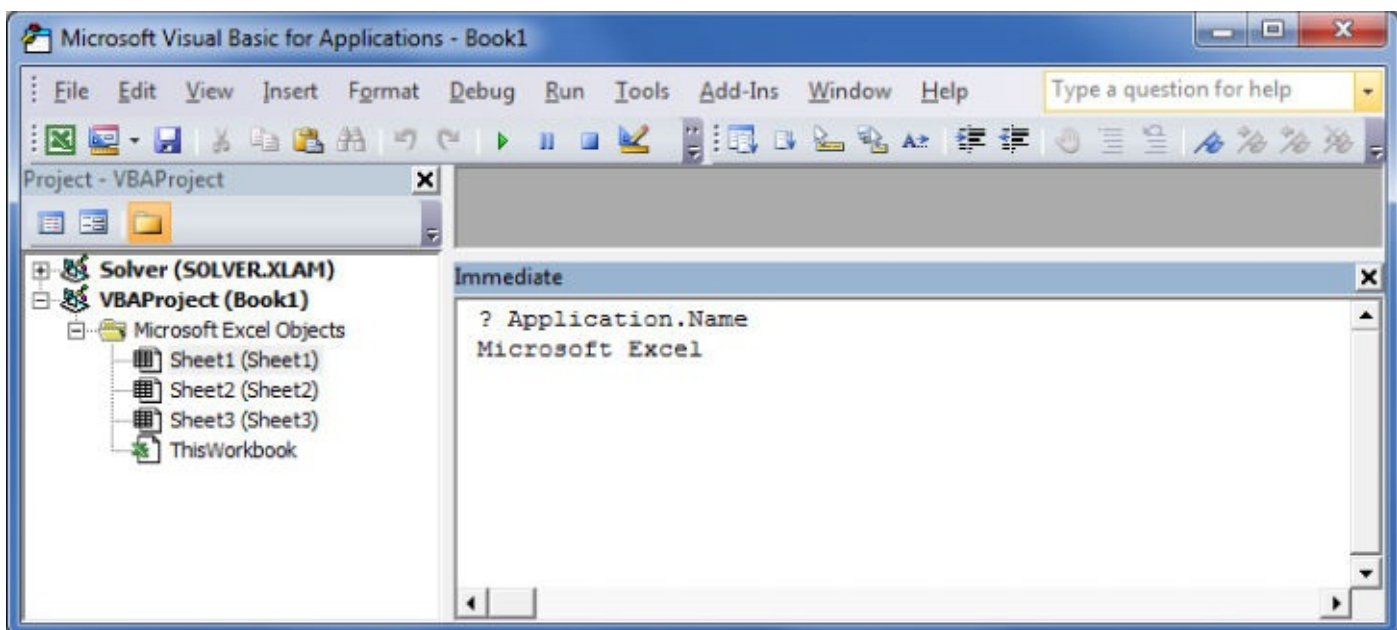 Microsoft Visual Basic for Applications - Book1
File Edit View Insert Format Debug Run Tools Add-Ins Window Help Type a question for help
Project - VBAProject
Solver (SOLVER.XLAM)
VBAProject (Book1)
Microsoft Excel Objects
Sheet1 (Sheet1)
Sheet2 (Sheet2)
Sheet3 (Sheet3)
ThisWorkbook
Immediate
? Application.Name
Microsoft Excel